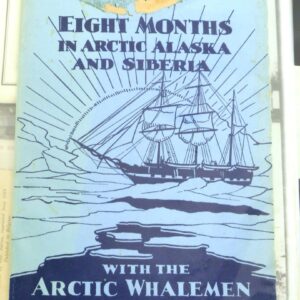 EIGHT MONTHS
IN ARCTIC ALASKA
AND SIBERIA
WITH THE
ARCTIC WHALEMEN